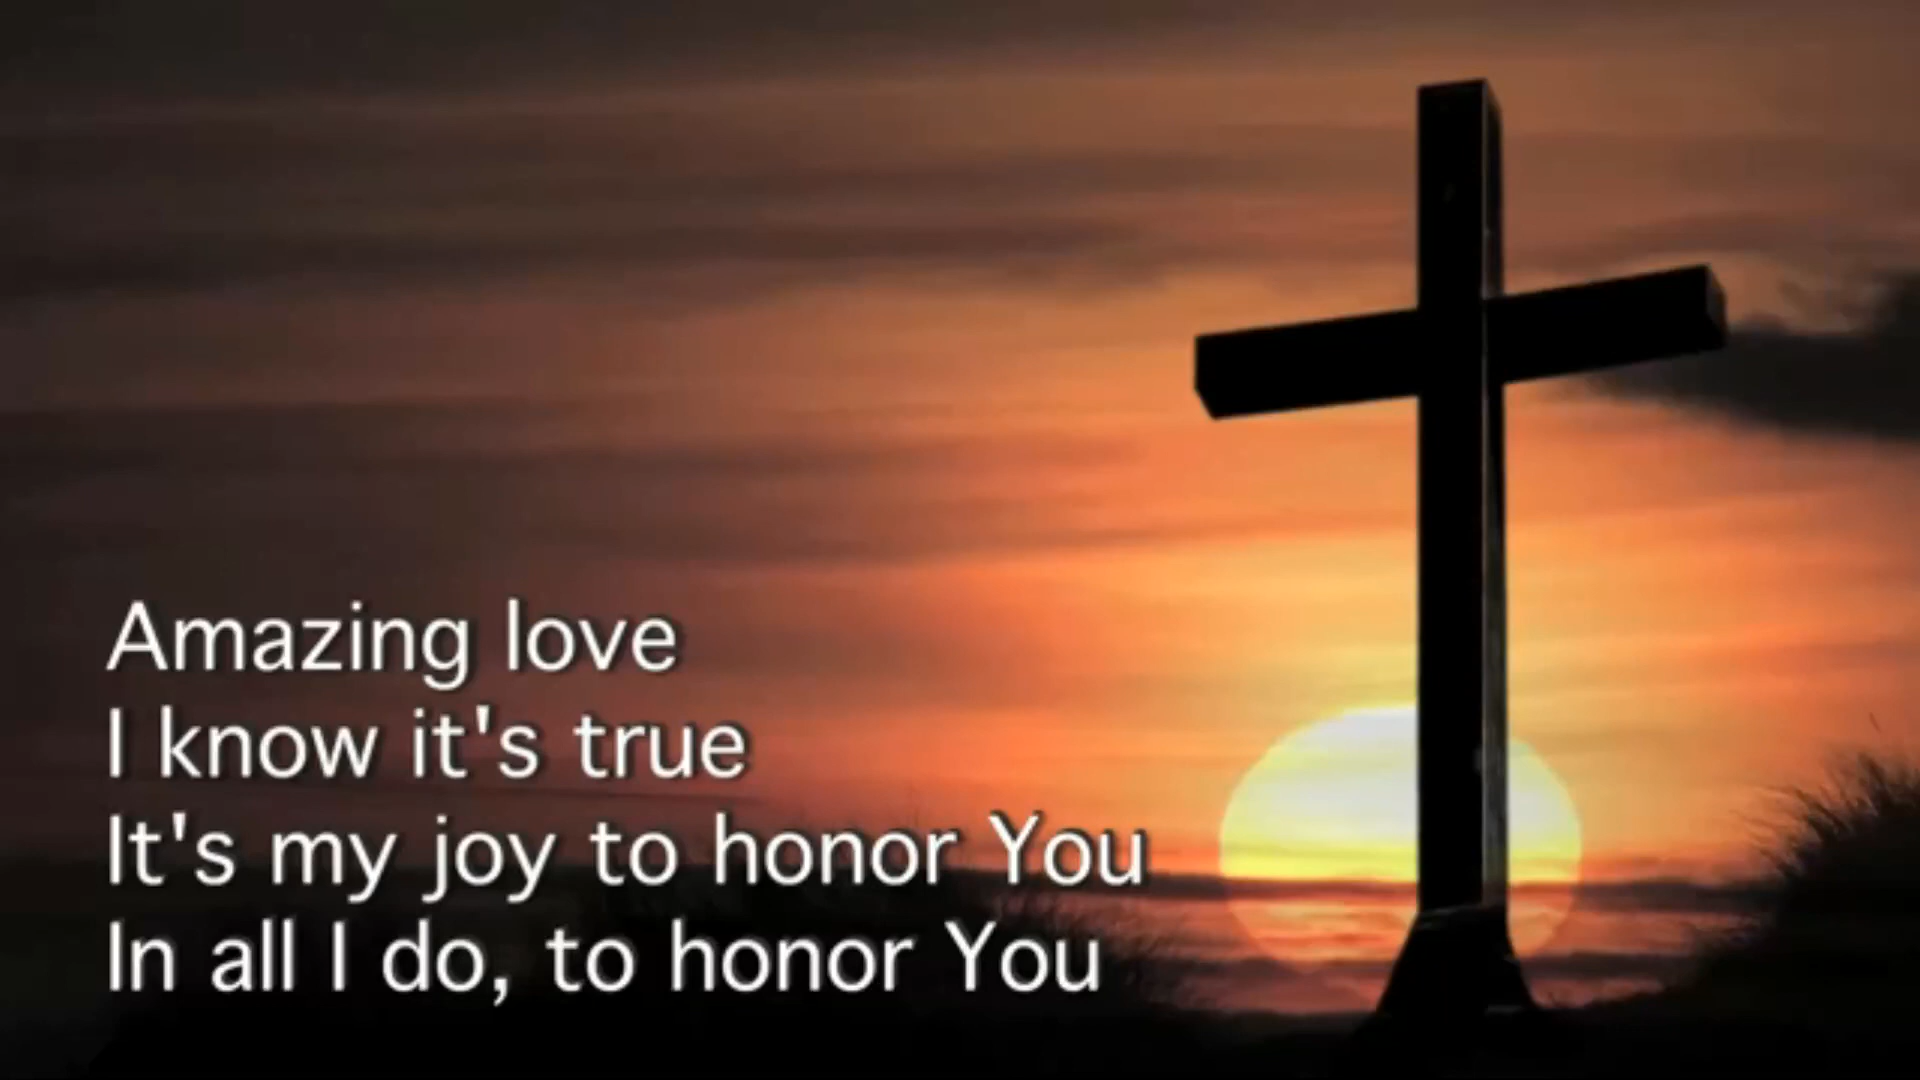 Amazing love
I know it's true
It's my joy to honor You
In all I do, to honor You